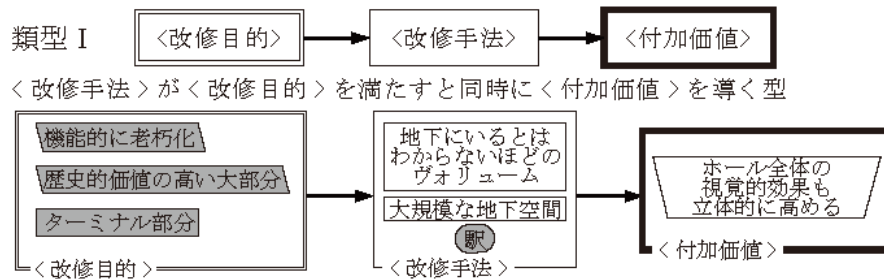 類型Ⅰ <改修目的> <改修手法> <付加価値>
<改修手法>が<改修目的>を満たすと同時に<付加価値>を導く型
機能的に老朽化
歴史的価値の高い大部分
ターミナル部分
<改修目的>
地下にいるとは
わからないほどの
ヴォリューム
大規模な地下空間
駅
<改修手法>
ホール全体の
視覚的効果も
立体的に高める
<付加価値>